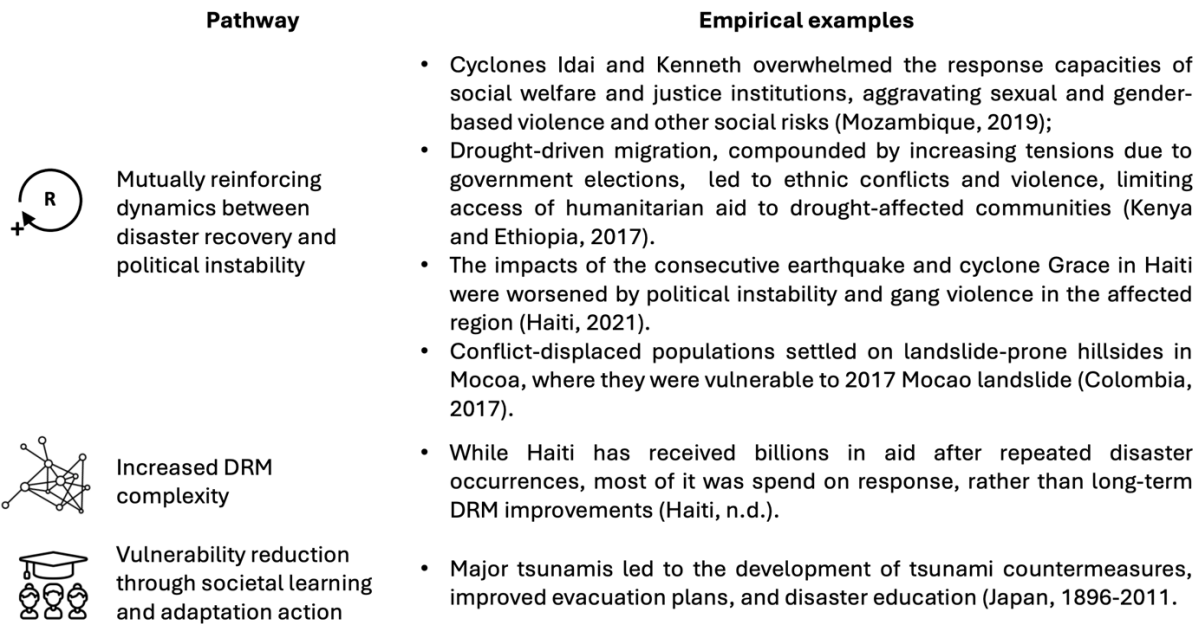 Pathway
Empirical examples
R
+
Mutually reinforcing
dynamics between
disaster recovery and
political instability
• Cyclones Idai and Kenneth overwhelmed the response capacities of
social welfare and justice institutions, aggravating sexual and gender-
based violence and other social risks (Mozambique, 2019);
• Drought-driven migration, compounded by increasing tensions due to
government elections, led to ethnic conflicts and violence, limiting
access of humanitarian aid to drought-affected communities (Kenya
and Ethiopia, 2017).
• The impacts of the consecutive earthquake and cyclone Grace in Haiti
were worsened by political instability and gang violence in the affected
region (Haiti, 2021).
• Conflict-displaced populations settled on landslide-prone hillsides in
Mocoa, where they were vulnerable to 2017 Mocao landslide (Colombia,
2017).
Increased DRM
complexity
• While Haiti has received billions in aid after repeated disaster
occurrences, most of it was spend on response, rather than long-term
DRM improvements (Haiti, n.d.).
Vulnerability reduction
through societal learning
and adaptation action
• Major tsunamis led to the development of tsunami countermeasures,
improved evacuation plans, and disaster education (Japan, 1896-2011.